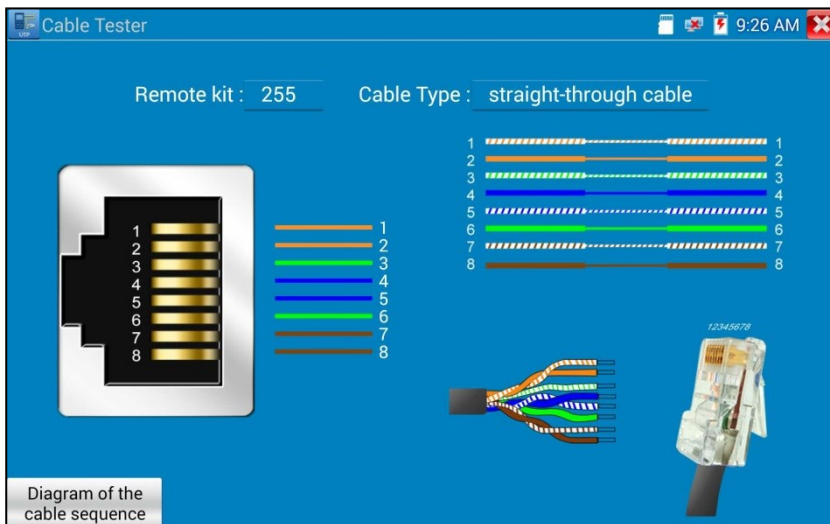 UTP
Cable Tester
9:26 AM
Remote kit : 255
Cable Type : straight-through cable
1 1
2 2
3 3
4 4
5 5
6 6
7 7
8 8
1 1
2 2
3 3
4 4
5 5
6 6
7 7
8 8
12345678
Diagram of the
cable sequence